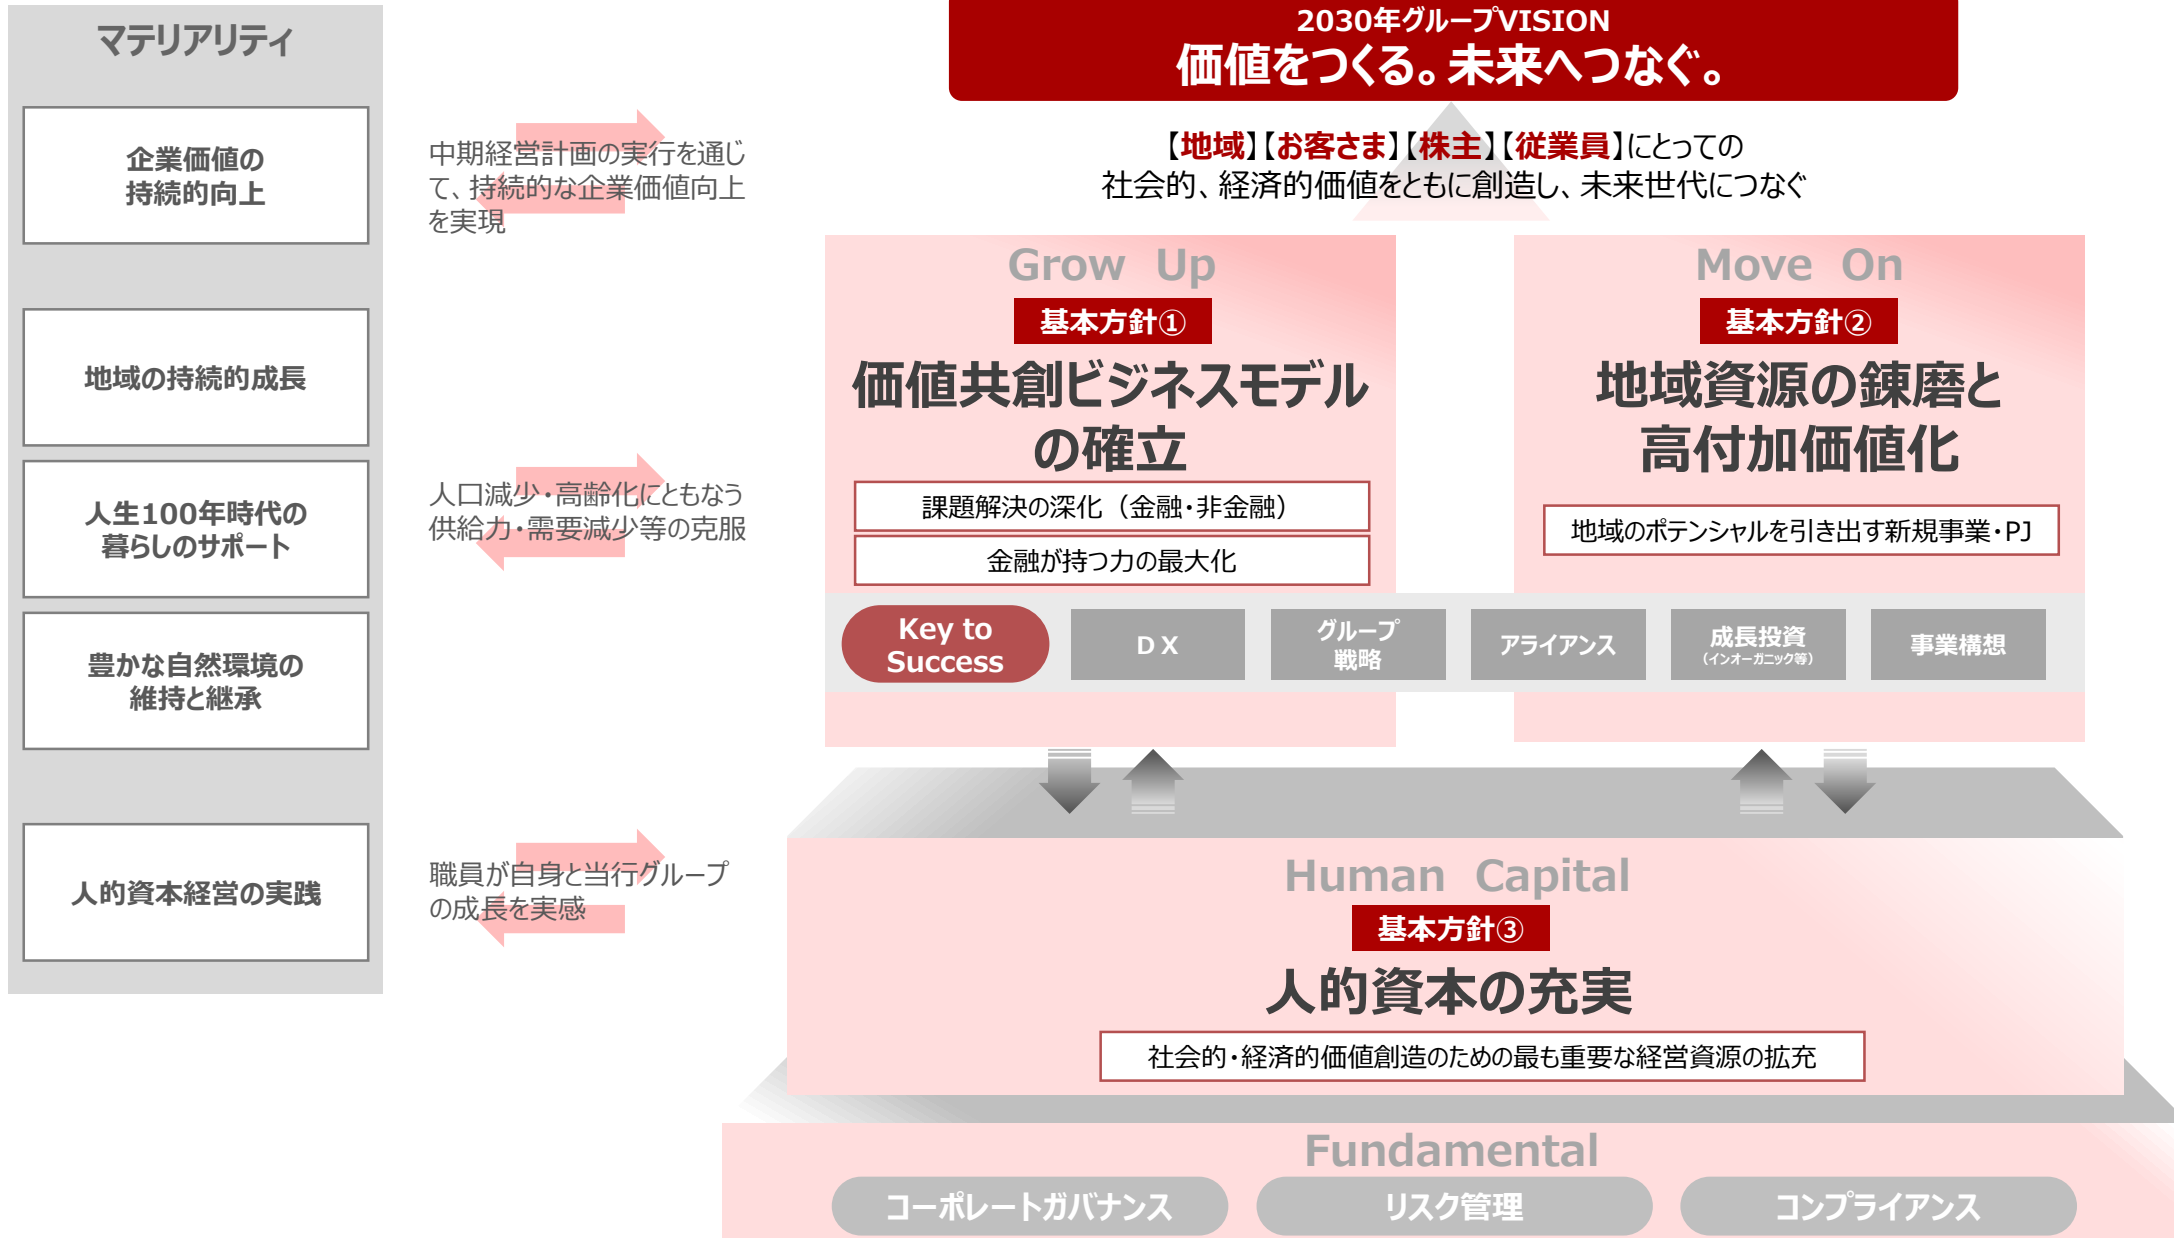 マテリアリティ
企業価値の
持続的向上
地域の持続的成長
人生100年時代の
暮らしのサポート
豊かな自然環境の
維持と継承
人的資本経営の実践
中期経営計画の実行を通じ
て、持続的な企業価値向上
を実現
人口減少・高齢化にともなう
供給力・需要減少等の克服
職員が自身と当行グループ
の成長を実感
2030年グループVISION
価値をつくる。未来へつなぐ。
【地域】【お客さま】【株主】【従業員】にとっての
社会的、経済的価値をともに創造し、未来世代につなぐ
Grow Up
基本方針①
価値共創ビジネスモデル
の確立
課題解決の深化（金融・非金融）
金融が持つ力の最大化
Move On
基本方針②
地域資源の錬磨と
高付加価値化
地域のポテンシャルを引き出す新規事業・PJ
Key to
Success
ＤＸ
グループ
戦略
アライアンス
成長投資
（インオーガニック等）
事業構想
Human Capital
基本方針③
人的資本の充実
社会的・経済的価値創造のための最も重要な経営資源の拡充
Fundamental
コーポレートガバナンス
リスク管理
コンプライアンス